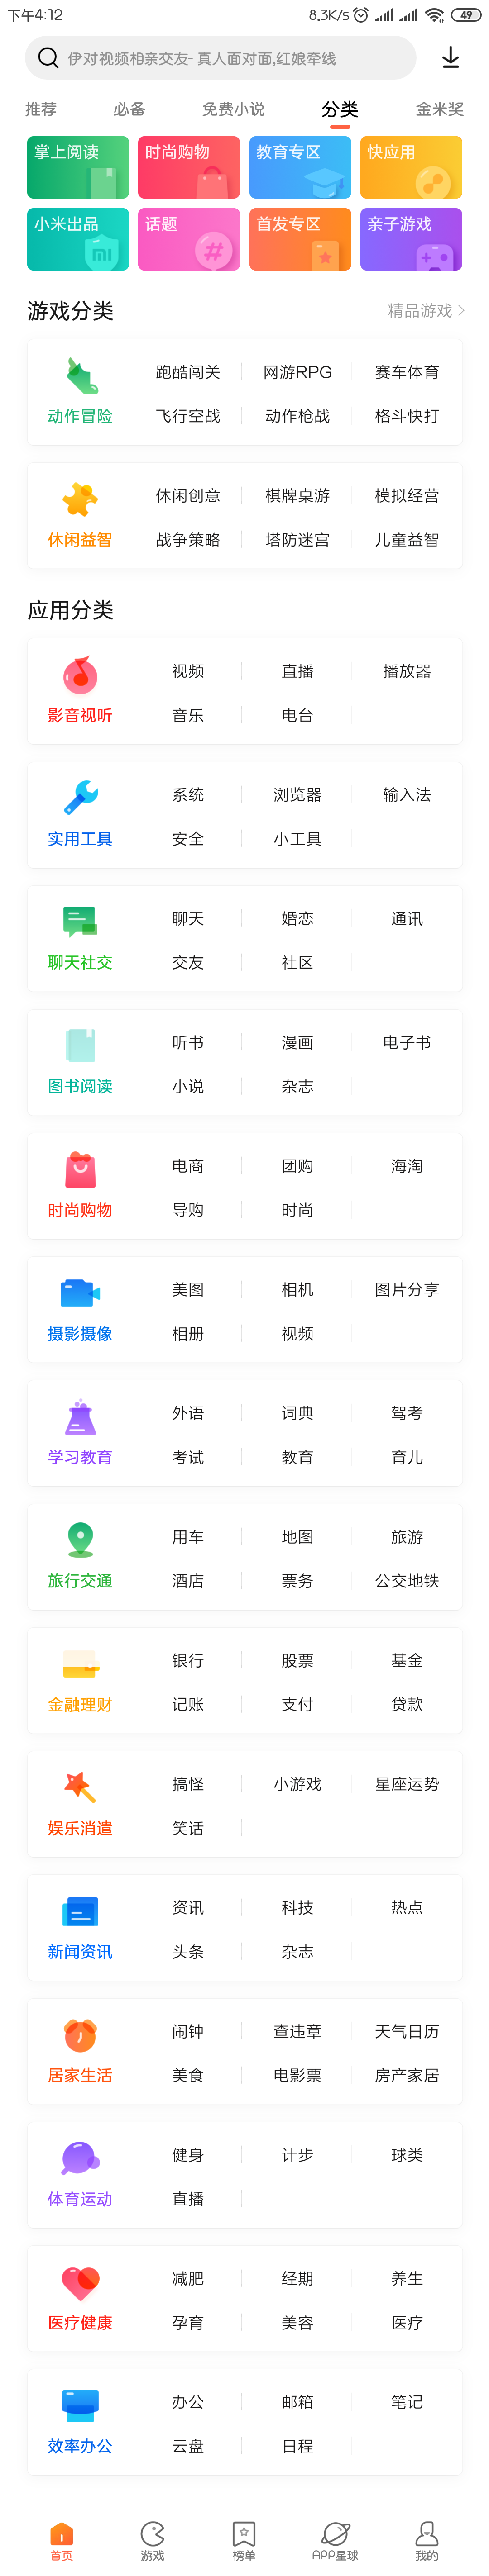 下午4:12 8.3K/s 49
伊对视频相亲交友- 真人面对面,红娘牵线
推荐 必备 免费小说 分类 金米奖
掌上阅读 时尚购物 教育专区 快应用
小米出品 话题 首发专区 亲子游戏
游戏分类 精品游戏
跑酷闯关 网游RPG 赛车体育
动作冒险 飞行空战 动作枪战 格斗快打
休闲创意 棋牌桌游 模拟经营
休闲益智 战争策略 塔防迷宫 儿童益智
应用分类
视频 直播 播放器
影音视听 音乐 电台
系统 浏览器 输入法
实用工具 安全 小工具
聊天 婚恋 通讯
聊天社交 交友 社区
听书 漫画 电子书
图书阅读 小说 杂志
电商 团购 海淘
时尚购物 导购 时尚
美图 相机 图片分享
摄影摄像 相册 视频
外语 词典 驾考
学习教育 考试 教育 育儿
用车 地图 旅游
旅行交通 酒店 票务 公交地铁
银行 股票 基金
金融理财 记账 支付 贷款
搞怪 小游戏 星座运势
娱乐消遣 笑话
资讯 科技 热点
新闻资讯 头条 杂志
闹钟 查违章 天气日历
居家生活 美食 电影票 房产家居
健身 计步 球类
体育运动 直播
减肥 经期 养生
医疗健康 孕育 美容 医疗
办公 邮箱 笔记
效率办公 云盘 日程
首页 游戏 榜单 APP星球 我的